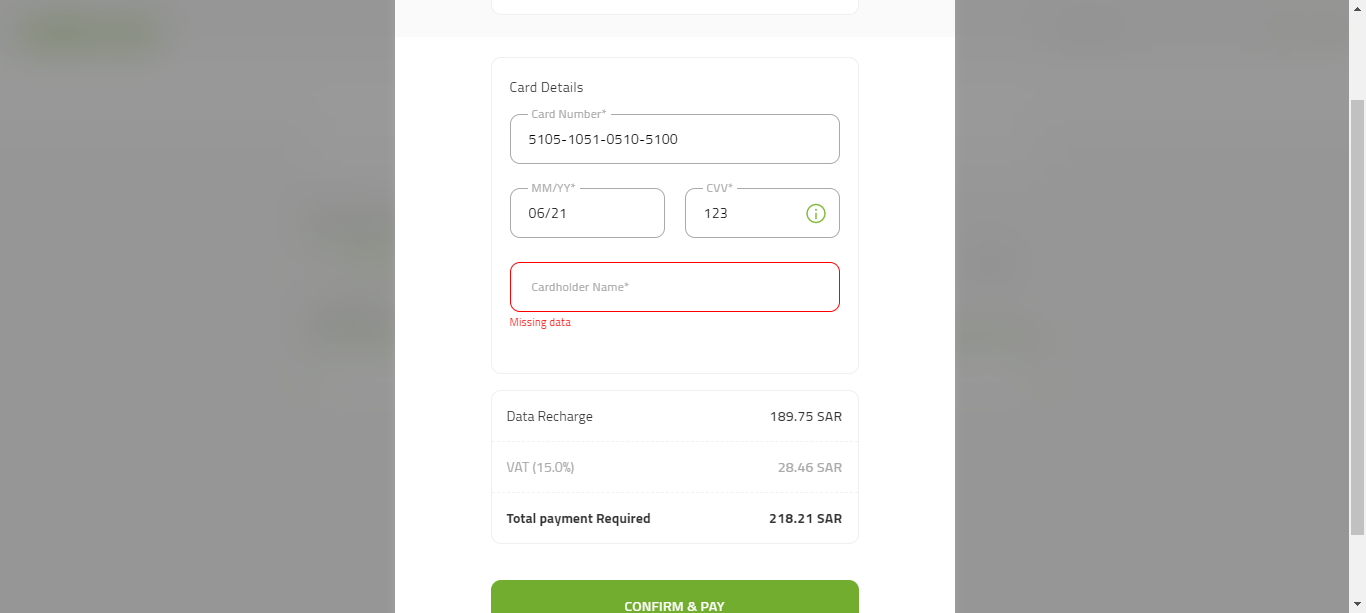 Card Details
Card Number*
5105-1051-0510-5100
MM/YY* CVV*
06/21 123
Cardholder Name*
Missing data
Data Recharge 189.75 SAR
VAT (15.0%) 28.46 SAR
Total payment Required 218.21 SAR
CONFIRM & PAY